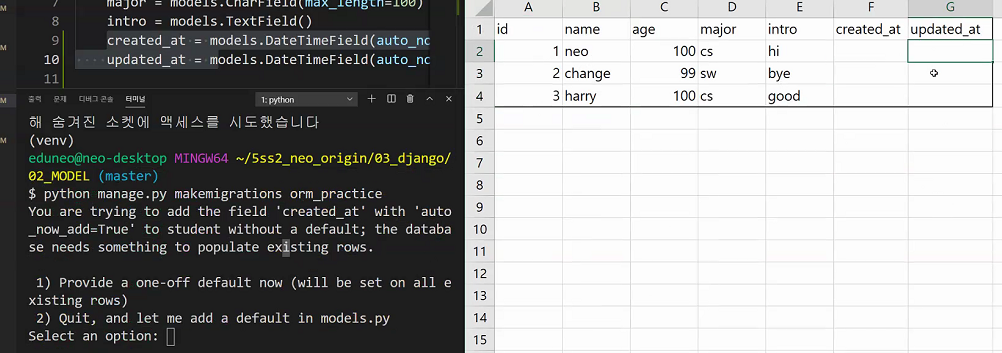 7 major = models.CharField(max_length=100)
8 intro = models.TextField()
9 created_at = models.DateTimeField(auto_no
10 updated_at = models.DateTimeField(auto_no
11
출력 문제 디버그 콘솔 터미널 1: python
해 숨겨진 소켓에 액세스를 시도했습니다
(venv)
eduneo@neo-desktop MINGW64 ~/5ss2_neo_origin/03_django/
02_MODEL (master)
$ python manage.py makemigrations orm_practice
You are trying to add the field 'created_at' with 'auto
_now_add=True' to student without a default; the databa
se needs something to populate existing rows.
1) Provide a one-off default now (will be set on all e
xisting rows)
2) Quit, and let me add a default in models.py
Select an option:
A B C D E F G
1 id name age major intro created_at updated_at
2 1 neo 100 cs hi
3 2 change 99 sw bye
4 3 harry 100 cs good
5
6
7
8
9
10
11
12
13
14
15